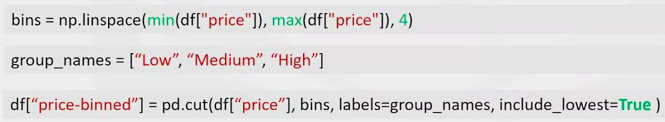 bins = np.linspace(min(df["price"]), max(df["price"]), 4)
group_names = [“Low”, “Medium”, “High”]
df[“price-binned”] = pd.cut(df[“price”], bins, labels=group_names, include_lowest=True )